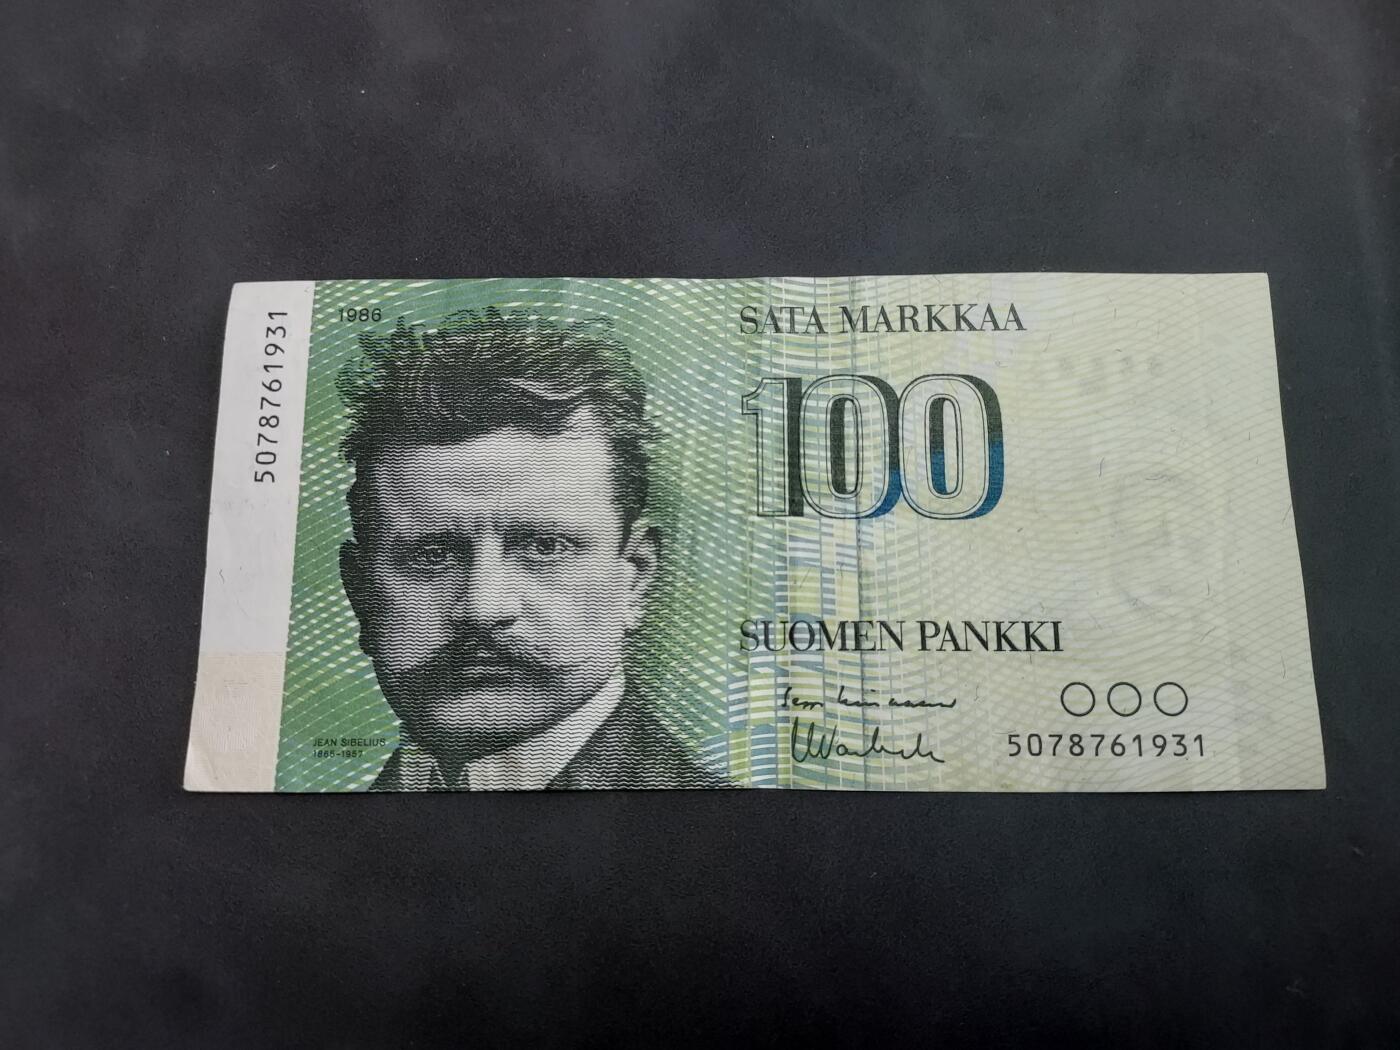 5078761931
1986
SATA MARKKAA
100
SUOMEN PANKKI
JEAN SIBELIUS
1865-1957
5078761931